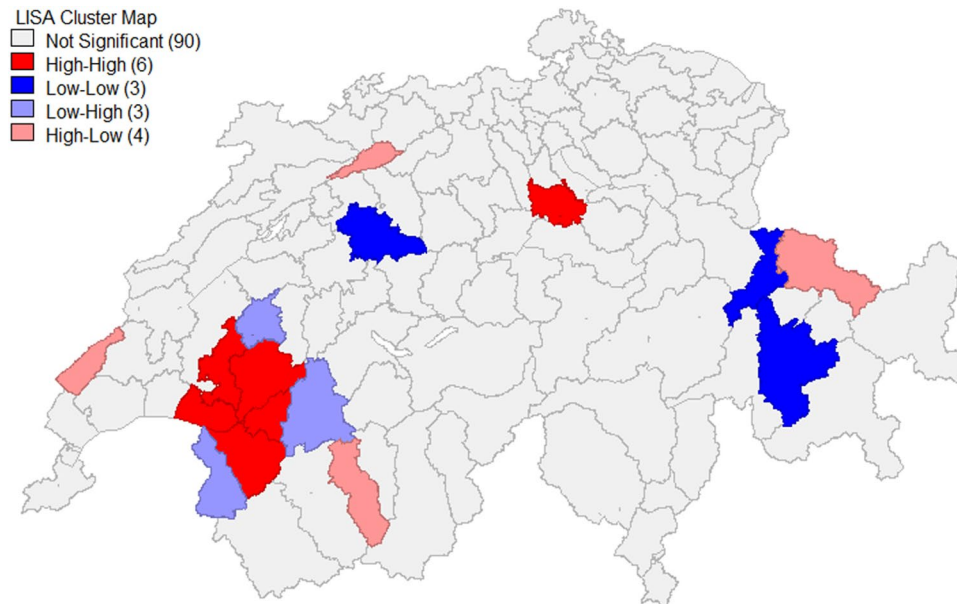 LISA Cluster Map
Not Significant (90)
High-High (6)
Low-Low (3)
Low-High (3)
High-Low (4)